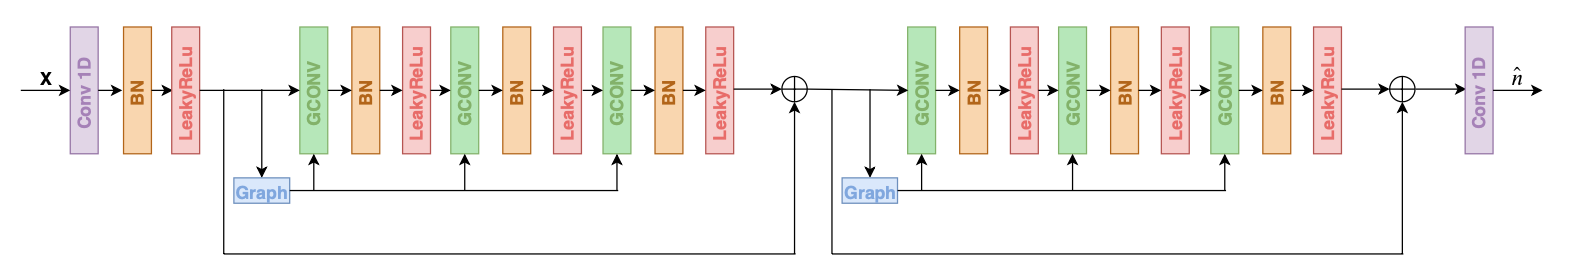 x
Conv 1D
BN
LeakyReLu
GCONV
BN
LeakyReLu
GCONV
BN
LeakyReLu
GCONV
BN
LeakyReLu
Graph
GCONV
BN
LeakyReLu
GCONV
BN
LeakyReLu
GCONV
BN
LeakyReLu
Graph
Conv 1D
n̂